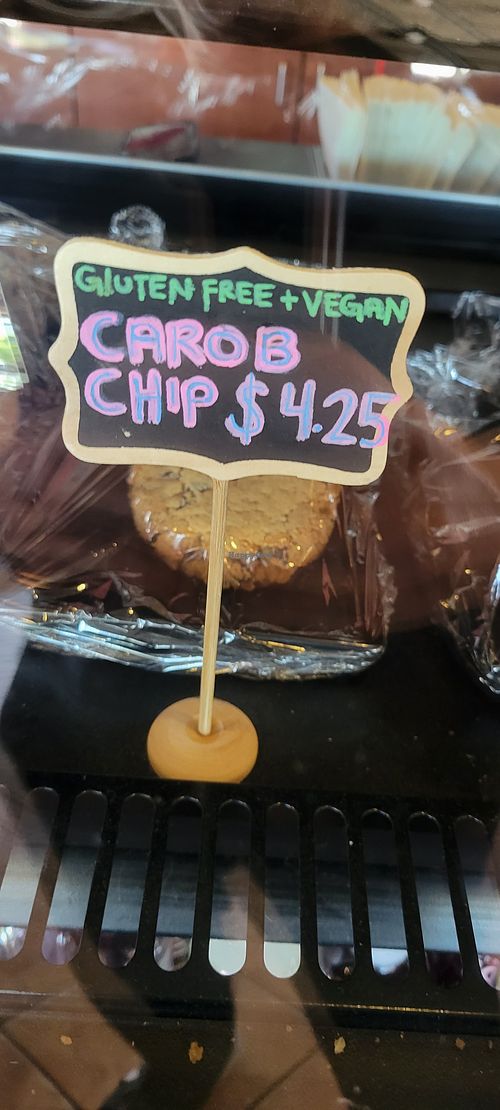 GLUTEN FREE + VEGAN
CAROB
CHIP $4.25